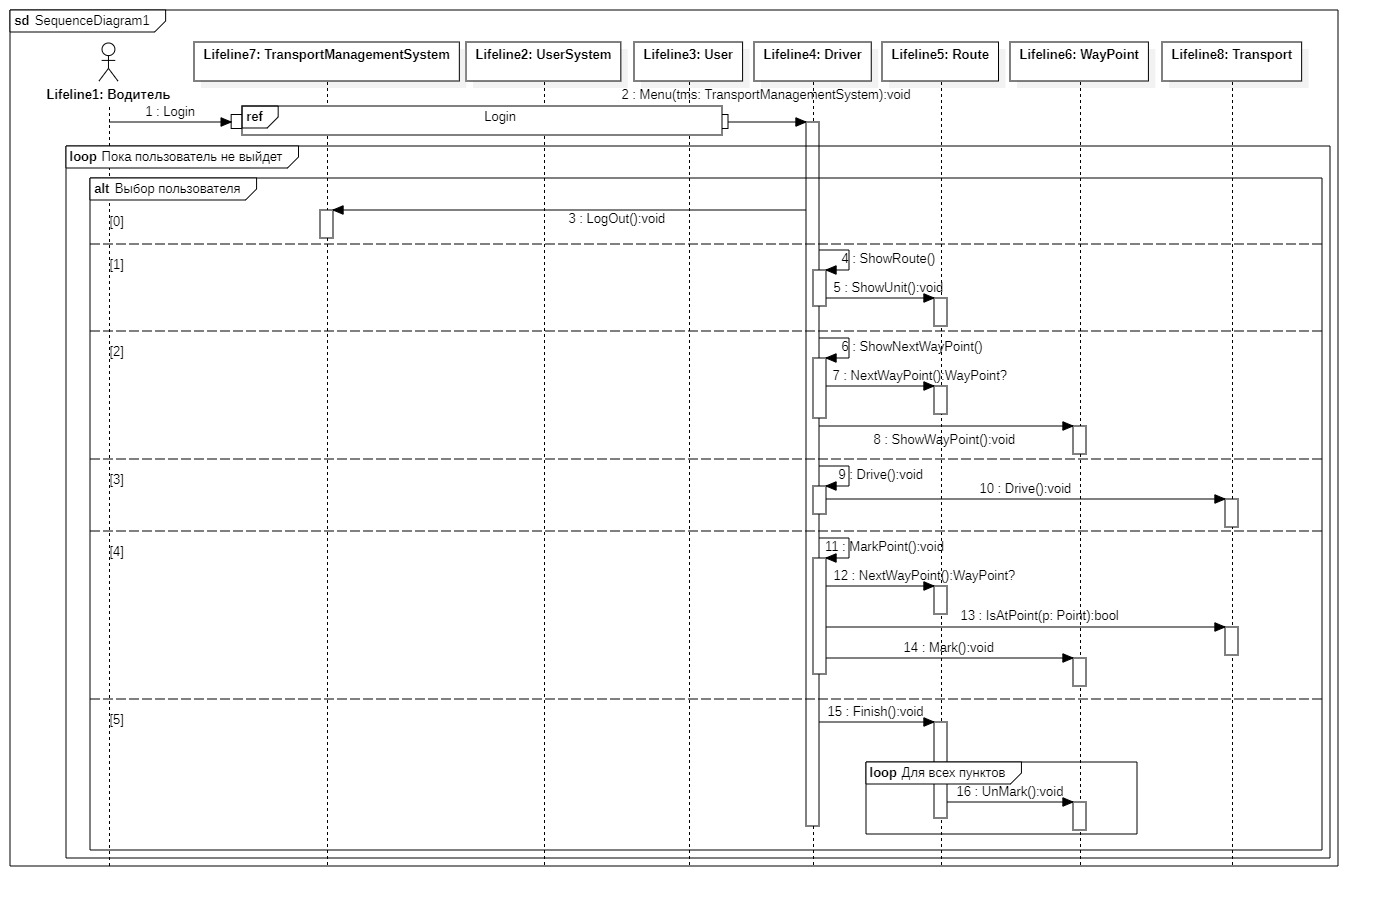 sd SequenceDiagram1
Lifeline7: TransportManagementSystem
Lifeline2: UserSystem
Lifeline3: User
Lifeline4: Driver
Lifeline5: Route
Lifeline6: WayPoint
Lifeline8: Transport
Lifeline1: Водитель
2 : Menu(tms: TransportManagementSystem):void
1 : Login
ref
Login
loop Пока пользователь не выйдет
alt Выбор пользователя
[0]
3 : LogOut():void
[1]
4 : ShowRoute()
5 : ShowUnit():void
[2]
6 : ShowNextWayPoint()
7 : NextWayPoint():WayPoint?
8 : ShowWayPoint():void
[3]
9 : Drive():void
10 : Drive():void
[4]
11 : MarkPoint():void
12 : NextWayPoint():WayPoint?
13 : IsAtPoint(p: Point):bool
14 : Mark():void
[5]
15 : Finish():void
loop Для всех пунктов
16 : UnMark():void